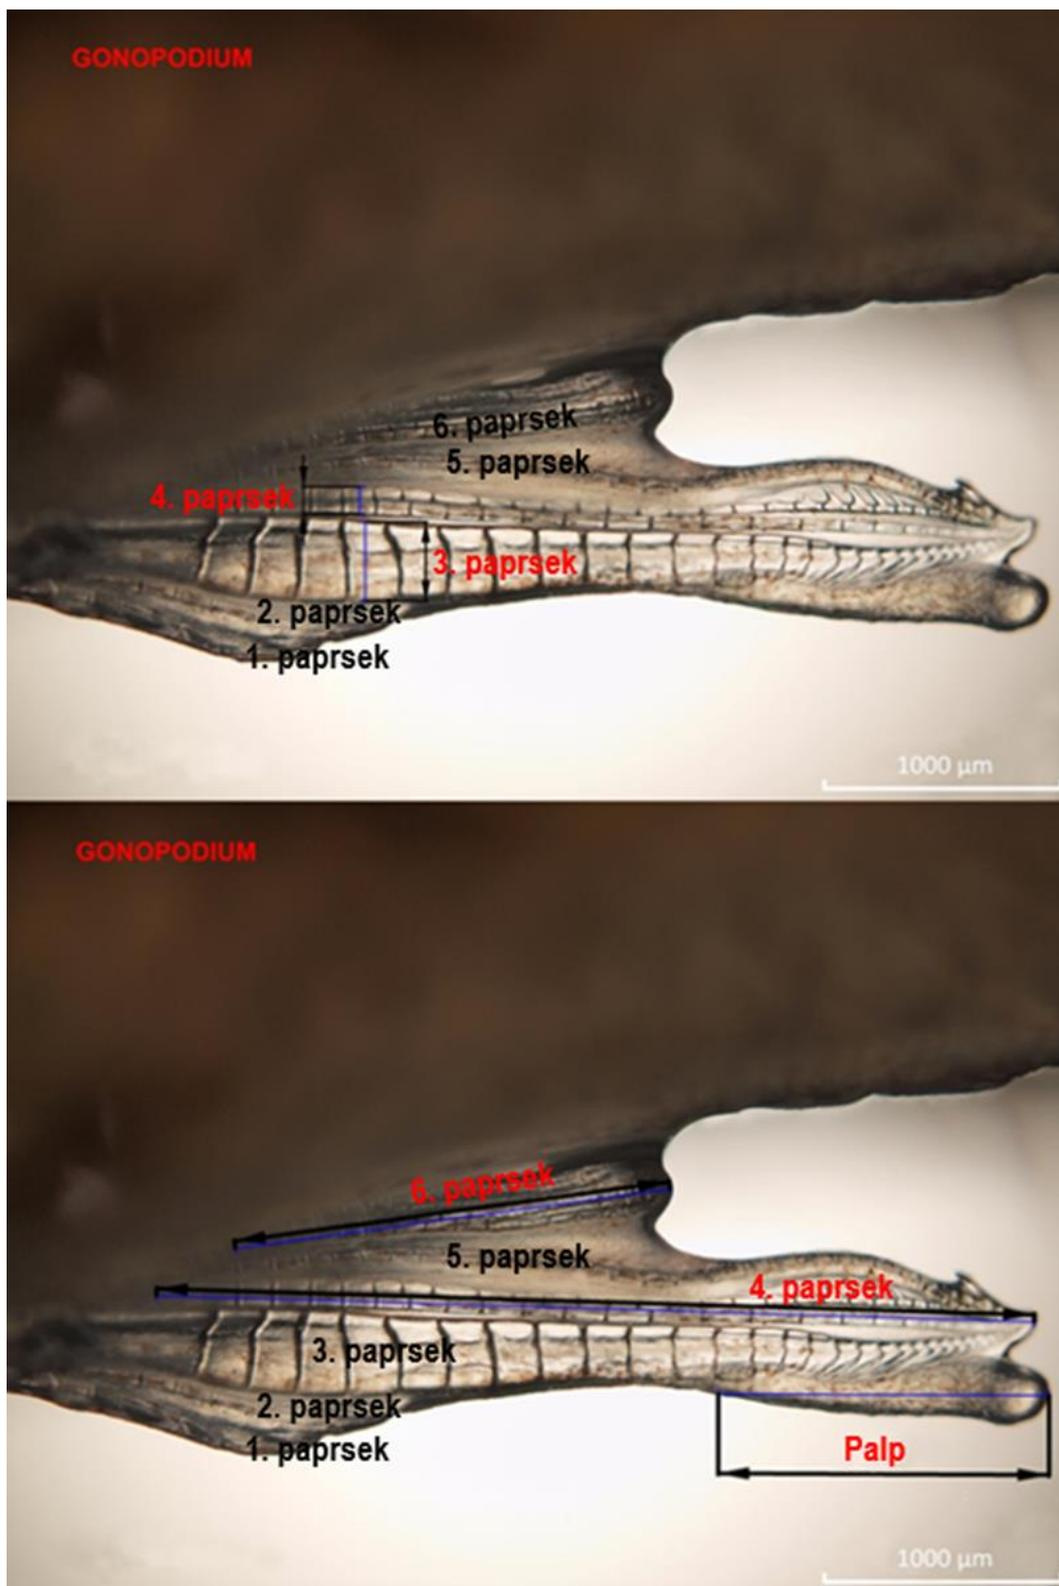 GONOPODIUM
6. paprsek
5. paprsek
4. paprsek
3. paprsek
2. paprsek
1. paprsek
1000 µm
GONOPODIUM
6. paprsek
5. paprsek
4. paprsek
3. paprsek
2. paprsek
1. paprsek
Palp
1000 µm